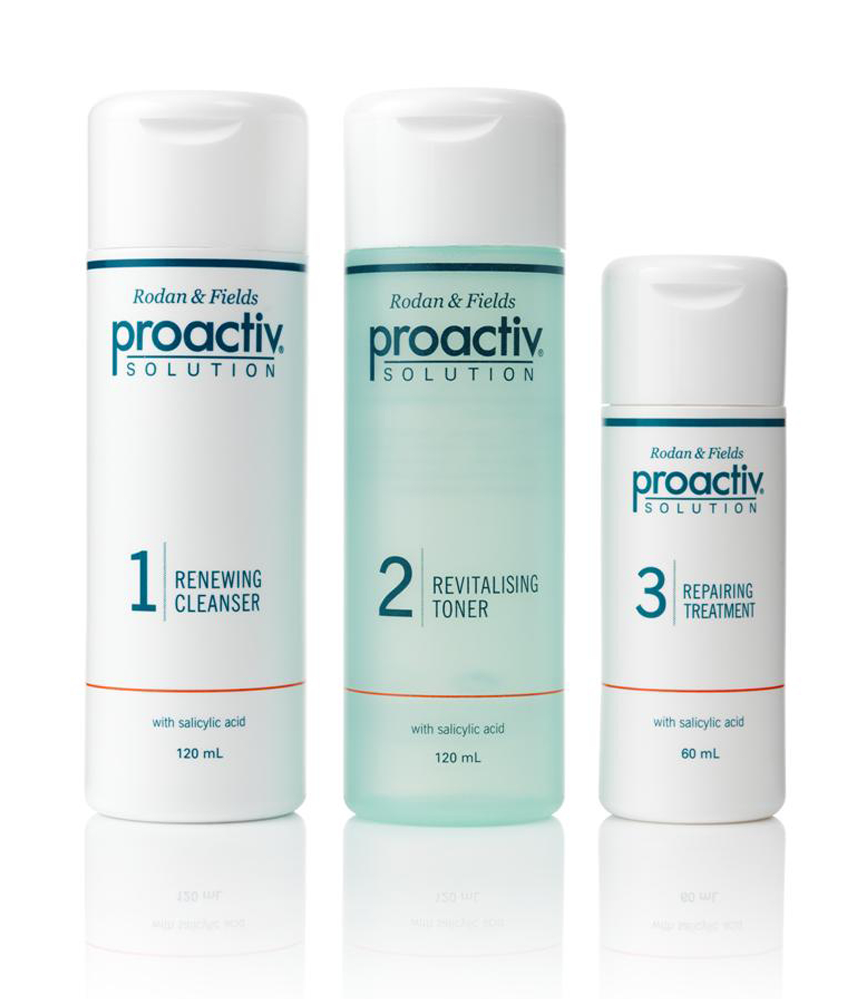 Rodan & Fields
proactiv®
SOLUTION
1
RENEWING
CLEANSER
with salicylic acid
120 mL
Rodan & Fields
proactiv®
SOLUTION
2
REVITALISING
TONER
with salicylic acid
120 mL
Rodan & Fields
proactiv®
SOLUTION
3
REPAIRING
TREATMENT
with salicylic acid
60 mL